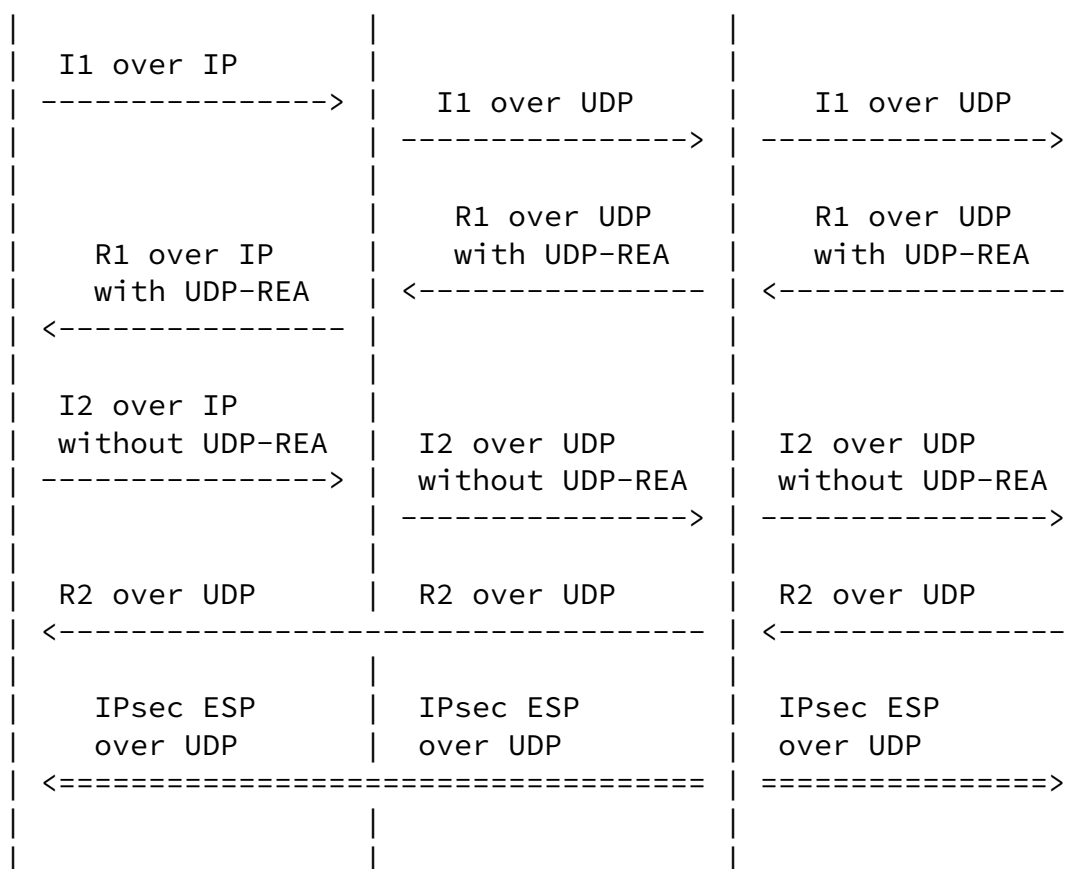 I1 over IP
----------------> I1 over UDP I1 over UDP
----------------> ---------------->
R1 over UDP R1 over UDP
R1 over IP with UDP-REA with UDP-REA
with UDP-REA <---------------- <----------------
<----------------
I2 over IP
without UDP-REA I2 over UDP I2 over UDP
----------------> without UDP-REA without UDP-REA
----------------> ---------------->
R2 over UDP R2 over UDP R2 over UDP
<------------------------------------ <----------------
IPsec ESP IPsec ESP IPsec ESP
over UDP over UDP over UDP
<==================================== ================>